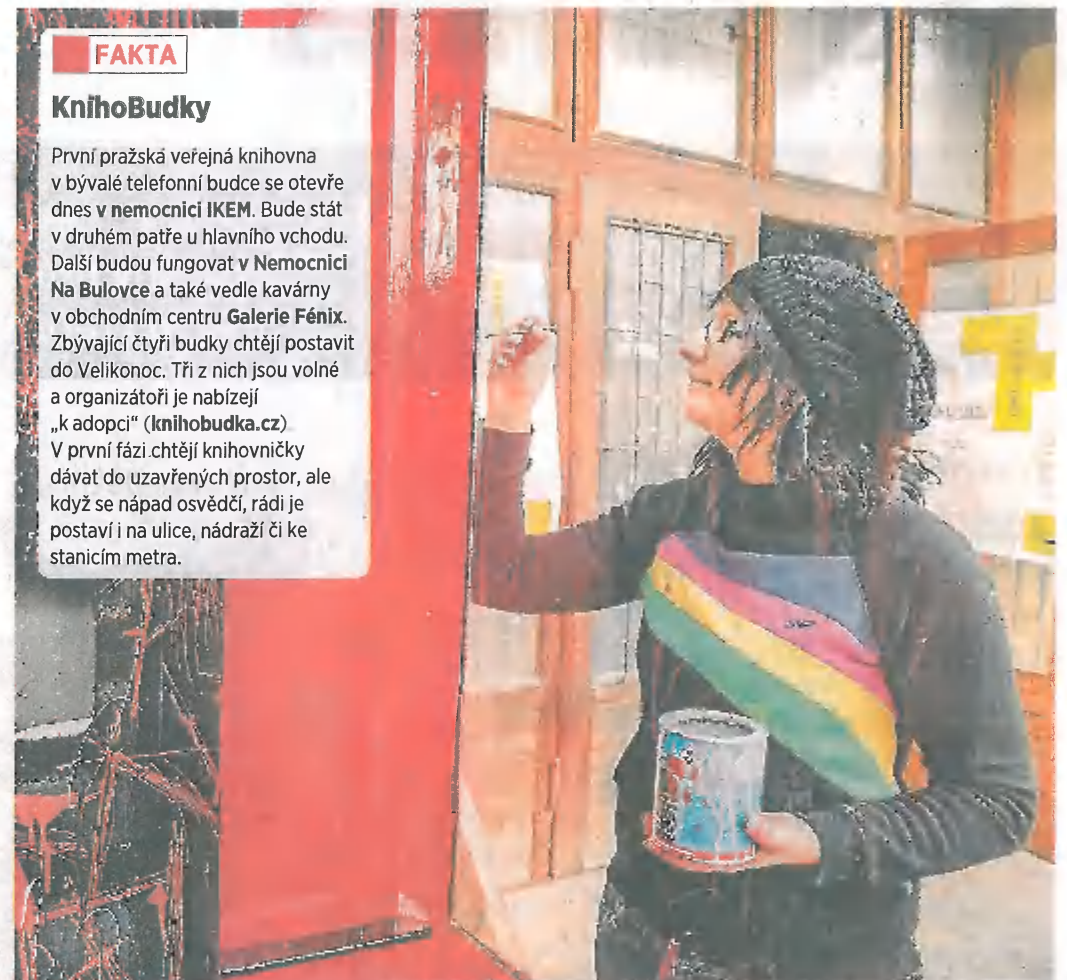 FAKTA
KnihoBudky
První pražská veřejná knihovna
v bývalé telefonní budce se otevře
dnes v nemocnici IKEM. Bude stát
v druhém patře u hlavního vchodu.
Další budou fungovat v Nemocnici
Na Bulovce a také vedle kavárny
v obchodním centru Galerie Fénix.
Zbývající čtyři budky chtějí postavit
do Velikonoc. Tři z nich jsou volné
a organizátoři je nabízejí
„k adopci“ (knihobudka.cz)
V první fázi chtějí knihovničky
dávat do uzavřených prostor, ale
když se nápad osvědčí, rádi je
postaví i na ulice, nádraží či ke
stanicím metra.